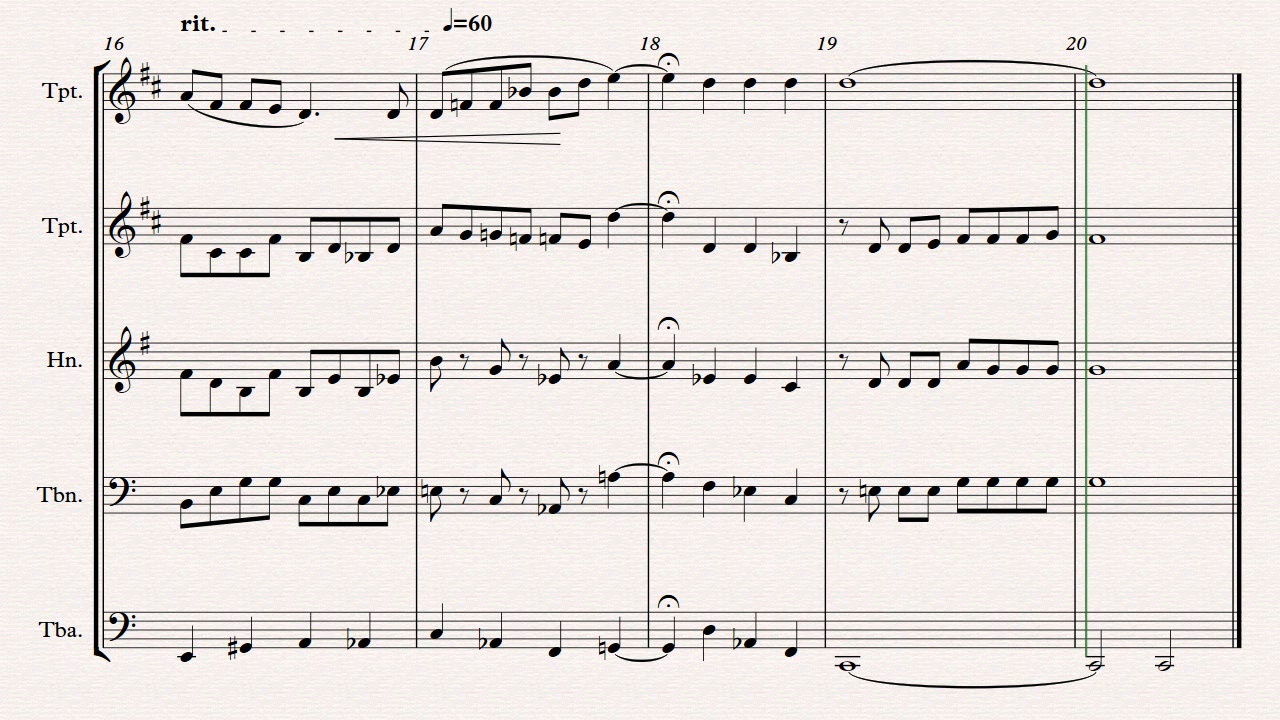 rit. - - - - - - - - ♩=60
16 17 18 19 20
Tpt.
Tpt.
Hn.
Tbn.
Tba.